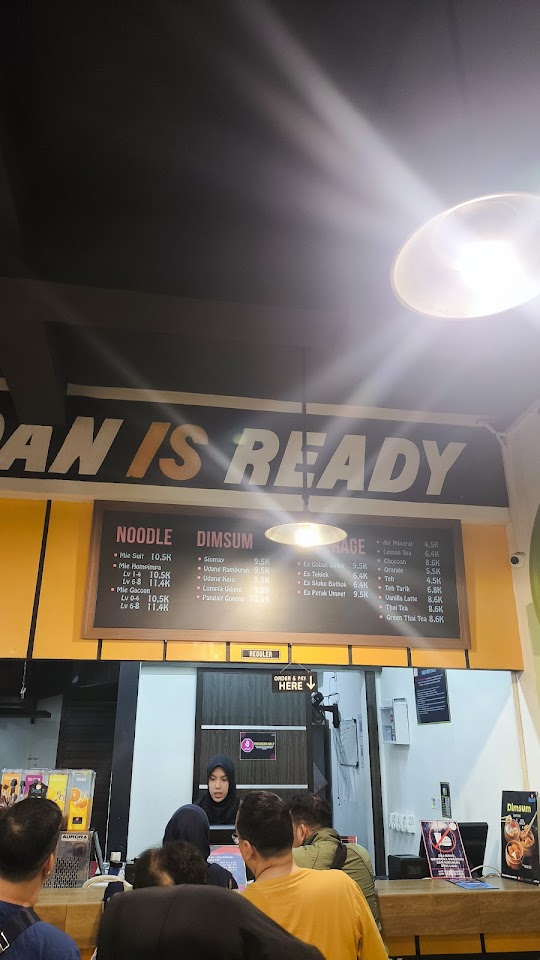 DAN IS READY
NOODLE
• Mie Suit 10.5K
• Mie Hompimpa
Lv 1-4 10.5K
Lv 6-8 11.4K
• Mie Gacoan
Lv 0-4 10.5K
Lv 6-8 11.4K
DIMSUM
• Siomay 9.5K
• Udang Rambutan 9.5K
• Udang Keju 9.5K
• Lumpia Udang
• Pangsit Goreng 10.5K
RAGE
• Es Gobak Sodor 9.5K
• Es Teklek 6.4K
• Es Sluku Bathok 6.4K
• Es Petak Umpet 9.5K
• Air Mineral 4.5K
• Lemon Tea 6.4K
• Chocoan 8.6K
• Orange 5.5K
• Teh 4.5K
• Teh Tarik 6.8K
• Vanilla Latte 8.6K
• Thai Tea 8.6K
• Green Thai Tea 8.6K
REGULER
ORDER & PAY
HERE
AURORA
Dimsum